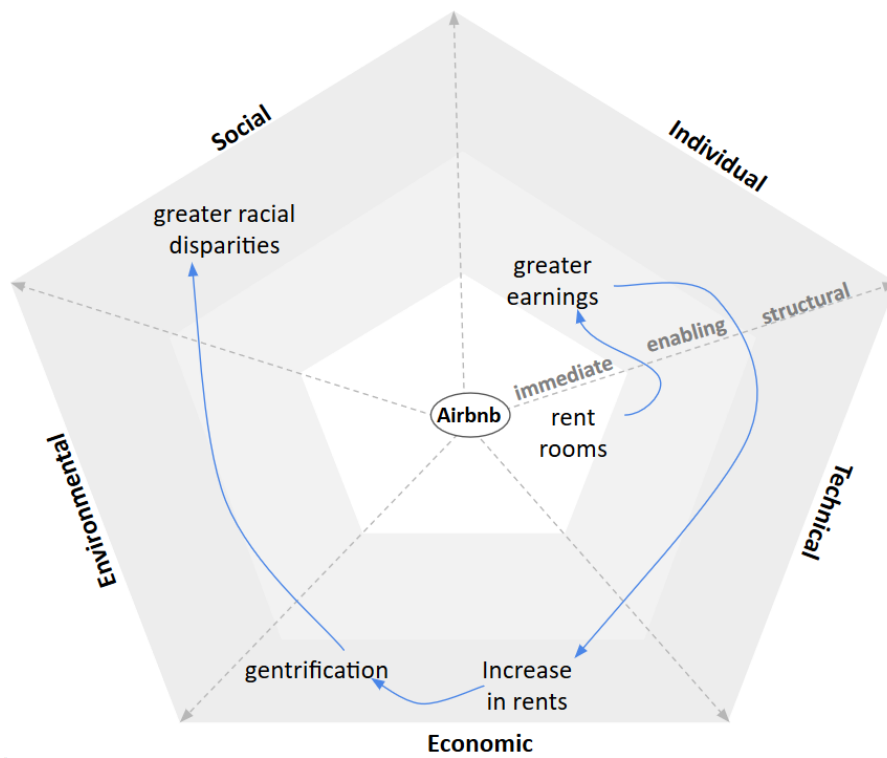 Social
Individual
greater racial
disparities
greater
earnings
structural
enabling
immediate
Airbnb
rent
rooms
Environmental
Technical
gentrification
Increase
in rents
Economic